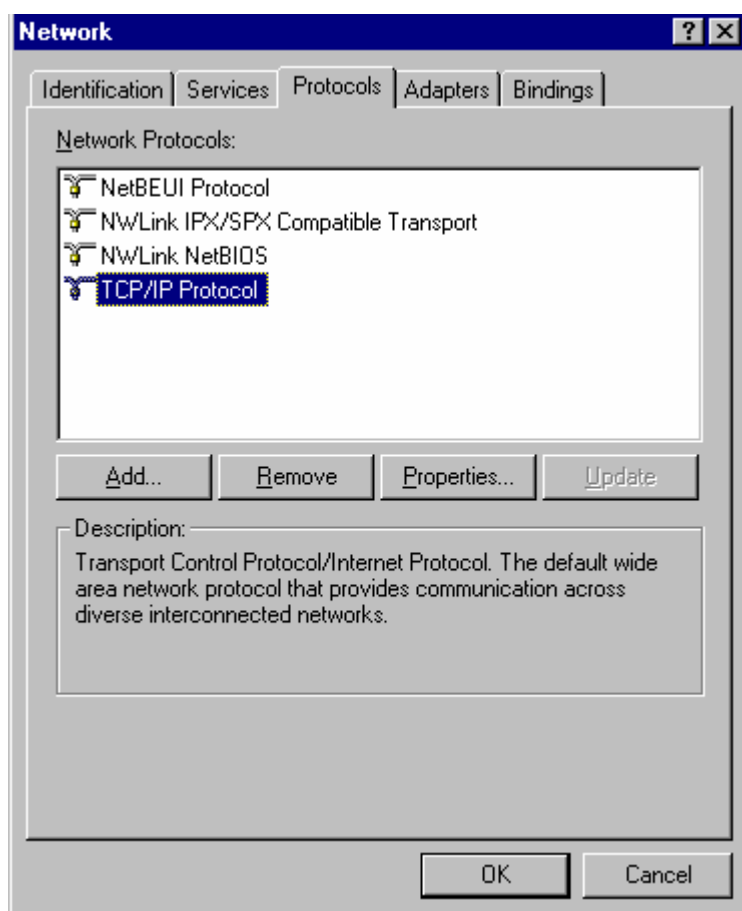 Network
Identification Services Protocols Adapters Bindings
Network Protocols:
NetBEUI Protocol
NWLink IPX/SPX Compatible Transport
NWLink NetBIOS
TCP/IP Protocol
Add... Remove Properties... Update
Description:
Transport Control Protocol/Internet Protocol. The default wide
area network protocol that provides communication across
diverse interconnected networks.
OK Cancel